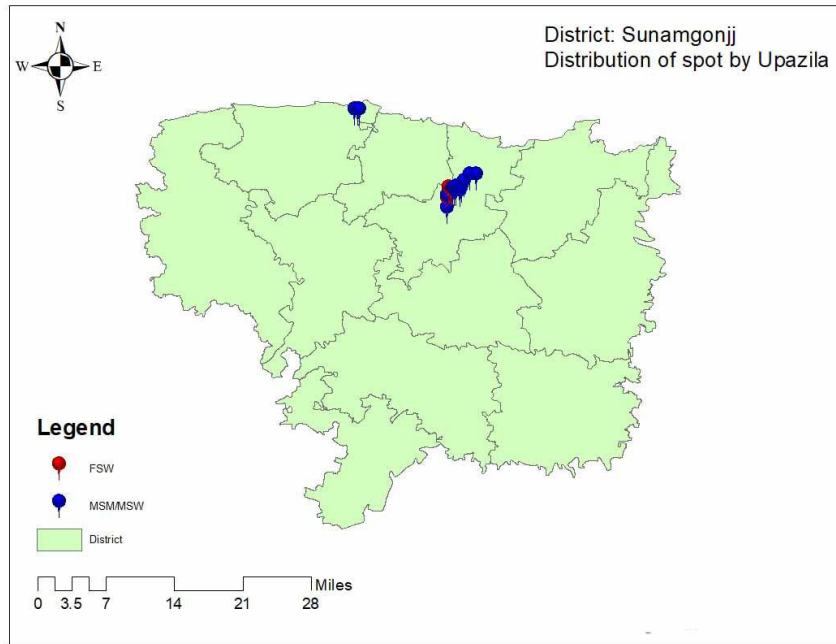 District: Sunamgonjj
Distribution of spot by Upazila
N
W E
S
Legend
FSW
MSM/MSW
District
Miles
0 3.5 7 14 21 28